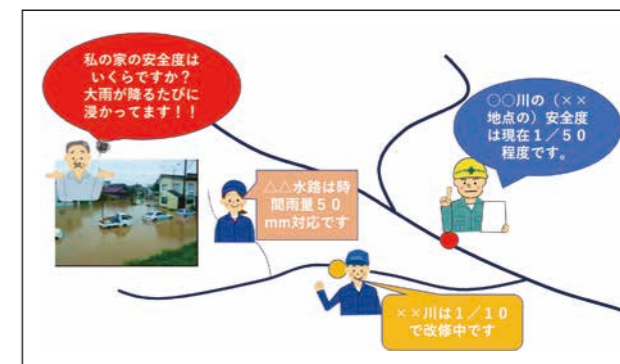 私の家の安全度は
いくらですか？
大雨が降るたびに
浸かってます！！
○○川の（××
地点の）安全度
は現在１／５０
程度です。
△△水路は時
間雨量５０
mm対応です
××川は１／１０
で改修中です